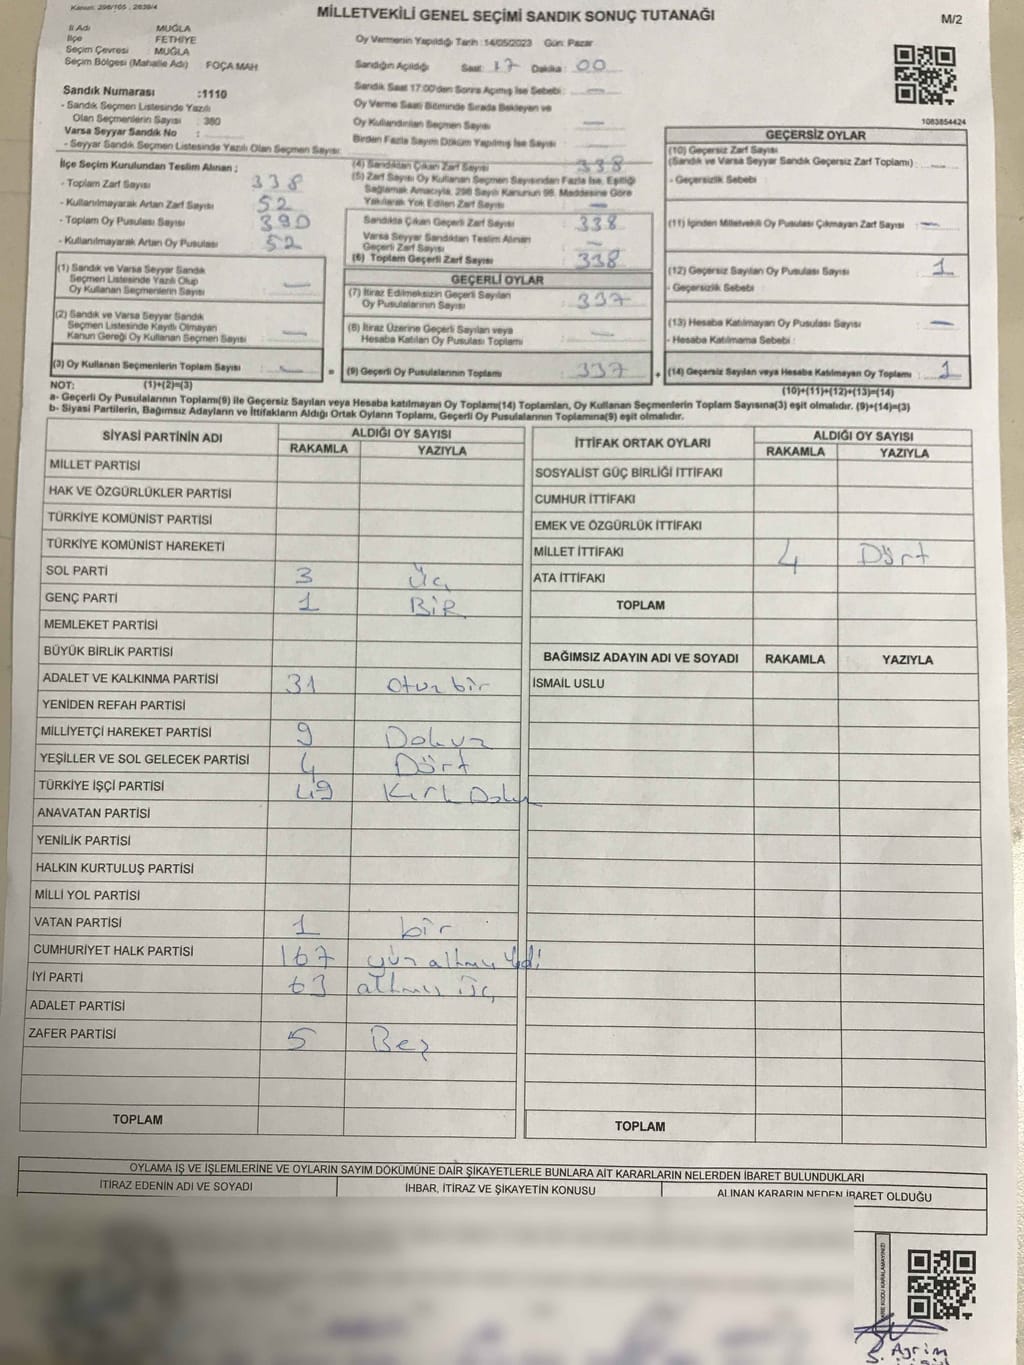 Kanun: 298/105 , 2839/4
MİLLETVEKİLİ GENEL SEÇİMİ SANDIK SONUÇ TUTANAĞI
M/2
İl Adı MUĞLA
İlçe FETHİYE
Seçim Çevresi : MUĞLA
Seçim Bölgesi (Mahalle Adı) FOÇA MAH
Oy Vermenin Yapıldığı Tarih :14/05/2023 Gün: Pazar
Sandığın Açıldığı Saat: 17 Dakika: 00
Sandık Saat 17:00'den Sonra Açımış İse Sebebi : —
Oy Verme Saati Bitiminde Sırada Bekleyen ve
Oy Kullandırılan Seçmen Sayısı —
Birden Fazla Sayım Döküm Yapılmış İse Sayısı
1083854424
Sandık Numarası :1110
- Sandık Seçmen Listesinde Yazılı
Olan Seçmenlerin Sayısı : 380
Varsa Seyyar Sandık No :
- Seyyar Sandık Seçmen Listesinde Yazılı Olan Seçmen Sayısı:
İlçe Seçim Kurulundan Teslim Alınan ;
- Toplam Zarf Sayısı 338
- Kullanılmayarak Artan Zarf Sayısı 52
- Toplam Oy Pusulası Sayısı 390
- Kullanılmayarak Artan Oy Pusulası 52
(4) Sandıktan Çıkan Zarf Sayısı 338
(5) Zarf Sayısı Oy Kullanan Seçmen Sayısından Fazla İse, Eşitliği
Sağlamak Amacıyla, 298 Sayılı Kanunun 98. Maddesine Göre
Yakılarak Yok Edilen Zarf Sayısı —
Sandıkta Çıkan Geçerli Zarf Sayısı 338
Varsa Seyyar Sandıktan Teslim Alınan
Geçerli Zarf Sayısı —
(6) Toplam Geçerli Zarf Sayısı 338
GEÇERSİZ OYLAR
(10) Geçersiz Zarf Sayısı
(Sandık ve Varsa Seyyar Sandık Geçersiz Zarf Toplamı) : —
- Geçersizlik Sebebi :
(11) İçinden Milletvekili Oy Pusulası Çıkmayan Zarf Sayısı —
(12) Geçersiz Sayılan Oy Pusulası Sayısı 1
- Geçersizlik Sebebi :
(13) Hesaba Katılmayan Oy Pusulası Sayısı —
- Hesaba Katılmama Sebebi :
(14) Geçersiz Sayılan veya Hesaba Katılmayan Oy Toplamı : 1
(10)+(11)+(12)+(13)=(14)
(1) Sandık ve Varsa Seyyar Sandık
Seçmen Listesinde Yazılı Olup
Oy Kullanan Seçmenlerin Sayısı —
(2) Sandık ve Varsa Seyyar Sandık
Seçmen Listesinde Kayıtlı Olmayan
Kanun Gereği Oy Kullanan Seçmen Sayısı —
(3) Oy Kullanan Seçmenlerin Toplam Sayısı : — =
GEÇERLİ OYLAR
(7) İtiraz Edilmeksizin Geçerli Sayılan
Oy Pusulalarının Sayısı 337
(8) İtiraz Üzerine Geçerli Sayılan veya
Hesaba Katılan Oy Pusulası Toplamı —
(9) Geçerli Oy Pusulalarının Toplamı : 337 +
NOT: (1)+(2)=(3)
a- Geçerli Oy Pusulalarının Toplamı(9) ile Geçersiz Sayılan veya Hesaba katılmayan Oy Toplamı(14) Toplamları, Oy Kullanan Seçmenlerin Toplam Sayısına(3) eşit olmalıdır. (9)+(14)=(3)
b- Siyasi Partilerin, Bağımsız Adayların ve İttifakların Aldığı Ortak Oyların Toplamı, Geçerli Oy Pusulalarının Toplamına(9) eşit olmalıdır.
SİYASİ PARTİNİN ADI ALDIĞI OY SAYISI
RAKAMLA YAZIYLA
MİLLET PARTİSİ
HAK VE ÖZGÜRLÜKLER PARTİSİ
TÜRKİYE KOMÜNİST PARTİSİ
TÜRKİYE KOMÜNİST HAREKETİ
SOL PARTİ 3 Üç
GENÇ PARTİ 1 BİR
MEMLEKET PARTİSİ
BÜYÜK BİRLİK PARTİSİ
ADALET VE KALKINMA PARTİSİ 31 otuz bir
YENİDEN REFAH PARTİSİ
MİLLİYETÇİ HAREKET PARTİSİ 9 Dokuz
YEŞİLLER VE SOL GELECEK PARTİSİ 4 Dört
TÜRKİYE İŞÇİ PARTİSİ 49 Kırk Dokuz
ANAVATAN PARTİSİ
YENİLİK PARTİSİ
HALKIN KURTULUŞ PARTİSİ
MİLLİ YOL PARTİSİ
VATAN PARTİSİ 1 bir
CUMHURİYET HALK PARTİSİ 167 yüz altmış yedi
İYİ PARTİ 63 altmış üç
ADALET PARTİSİ
ZAFER PARTİSİ 5 Beş
TOPLAM
İTTİFAK ORTAK OYLARI ALDIĞI OY SAYISI
RAKAMLA YAZIYLA
SOSYALİST GÜÇ BİRLİĞİ İTTİFAKI
CUMHUR İTTİFAKI
EMEK VE ÖZGÜRLÜK İTTİFAKI
MİLLET İTTİFAKI 4 Dört
ATA İTTİFAKI
TOPLAM
BAĞIMSIZ ADAYIN ADI VE SOYADI RAKAMLA YAZIYLA
İSMAİL USLU
TOPLAM
OYLAMA İŞ VE İŞLEMLERİNE VE OYLARIN SAYIM DÖKÜMÜNE DAİR ŞİKAYETLERLE BUNLARA AİT KARARLARIN NELERDEN İBARET BULUNDUKLARI
İTİRAZ EDENİN ADI VE SOYADI İHBAR, İTİRAZ VE ŞİKAYETİN KONUSU ALINAN KARARIN NEDEN İBARET OLDUĞU